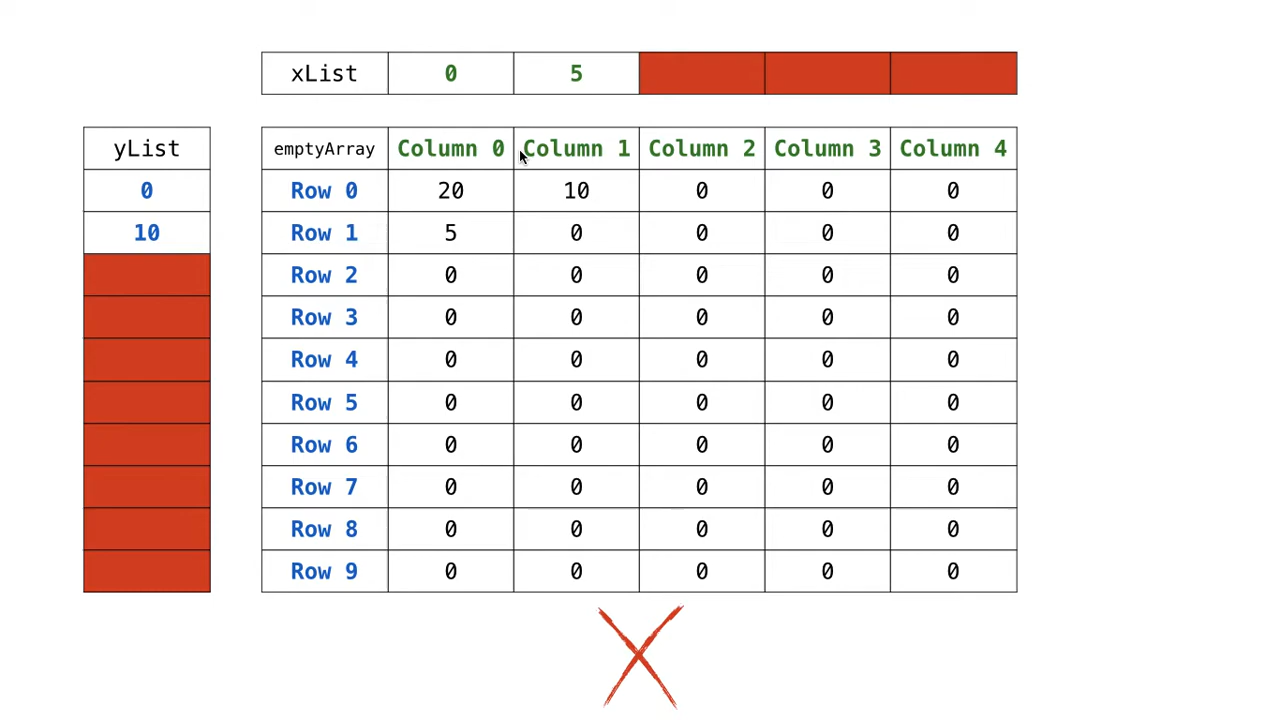 xList 0 5
yList
0
10
emptyArray Column 0 Column 1 Column 2 Column 3 Column 4
Row 0 20 10 0 0 0
Row 1 5 0 0 0 0
Row 2 0 0 0 0 0
Row 3 0 0 0 0 0
Row 4 0 0 0 0 0
Row 5 0 0 0 0 0
Row 6 0 0 0 0 0
Row 7 0 0 0 0 0
Row 8 0 0 0 0 0
Row 9 0 0 0 0 0